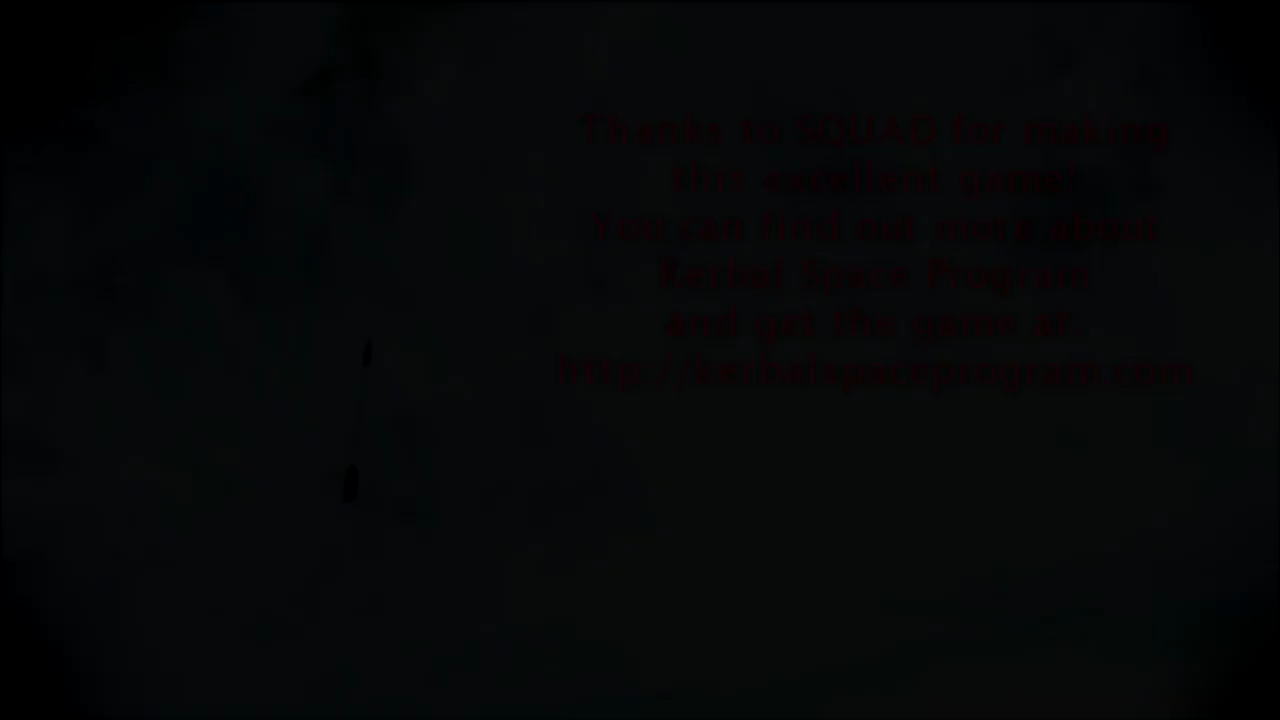 Thanks to SQUAD for making
this excellent game!
You can find out more about
Kerbal Space Program
and get the game at:
http://kerbalspaceprogram.com